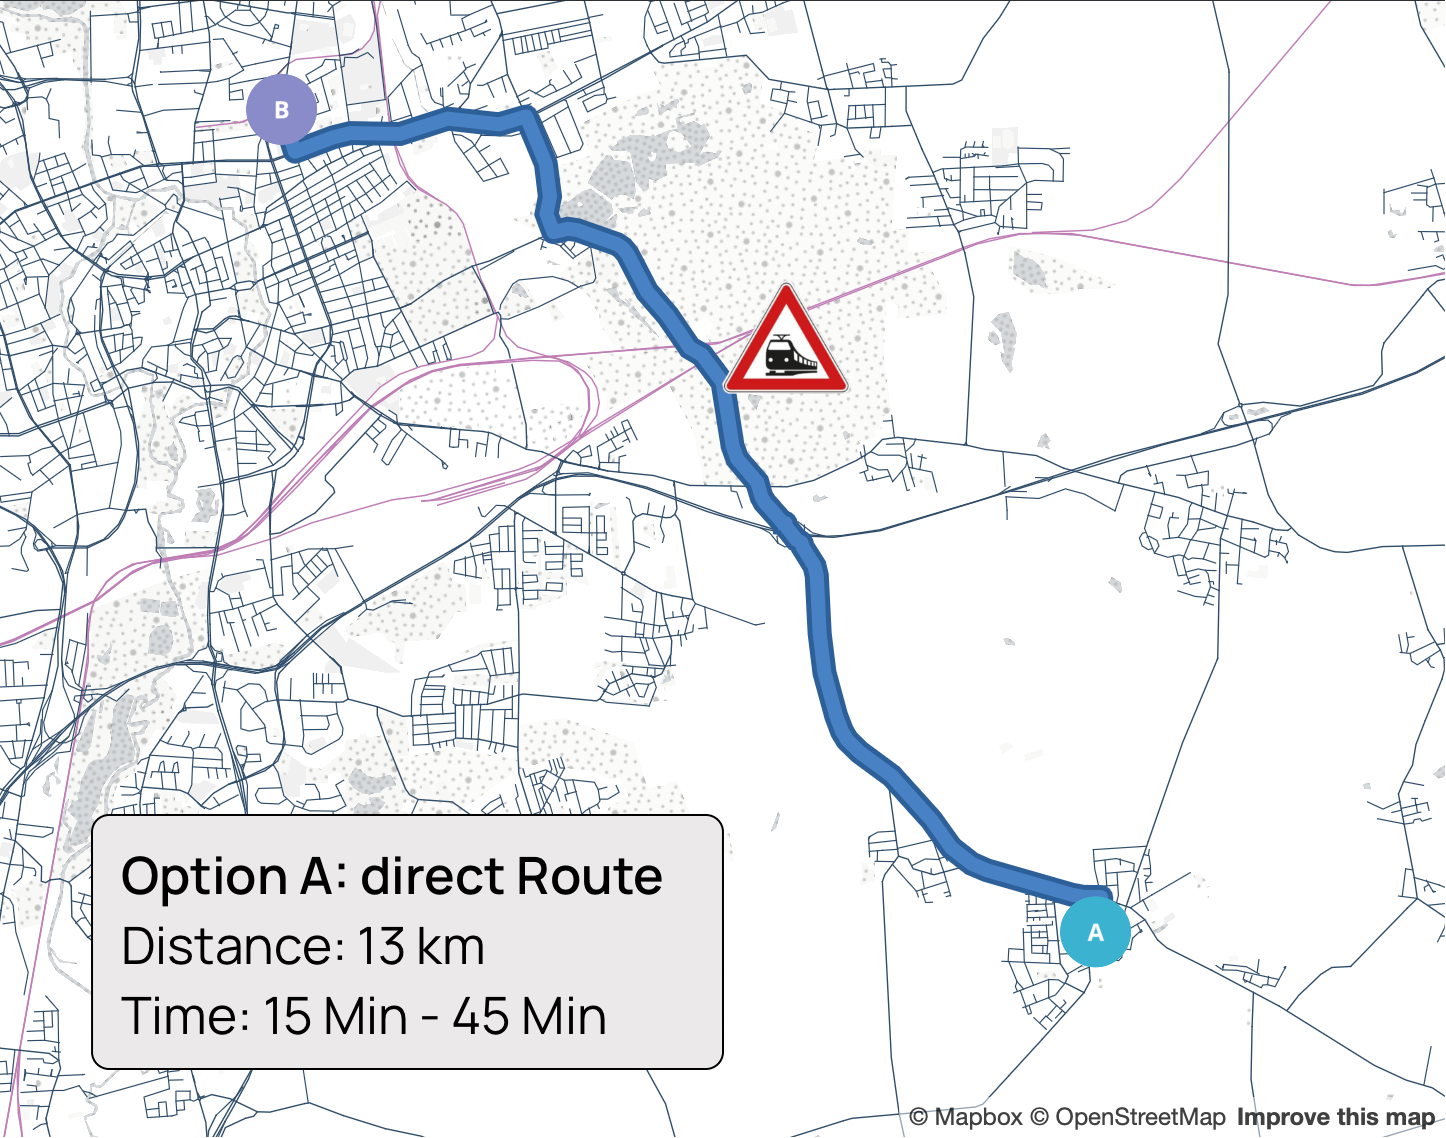 B
Option A: direct Route
Distance: 13 km
Time: 15 Min - 45 Min
A
© Mapbox © OpenStreetMap Improve this map